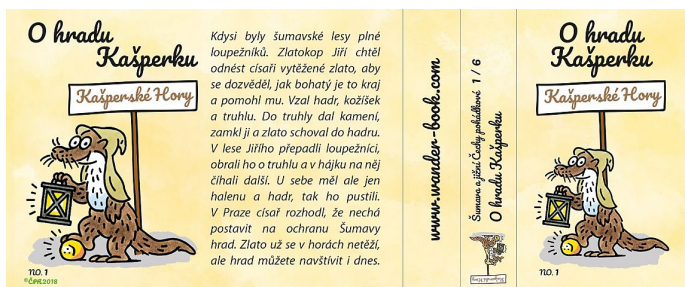 O hradu
Kašperku
Kašperské Hory
no. 1
©ČPR 2018
Kdysi byly šumavské lesy plné
loupežníků. Zlatokop Jiří chtěl
odnést císaři vytěžené zlato, aby
se dozvěděl, jak bohatý je to kraj
a pomohl mu. Vzal hadr, kožíšek
a truhlu. Do truhly dal kamení,
zamkl ji a zlato schoval do hadru.
V lese Jiřího přepadli loupežníci,
obrali ho o truhlu a v hájku na něj
číhali další. U sebe měl ale jen
halenu a hadr, tak ho pustili.
V Praze císař rozhodl, že nechá
postavit na ochranu Šumavy
hrad. Zlato už se v horách netěží,
ale hrad můžete navštívit i dnes.
www.wander-book.com
Šumava a jižní Čechy pohádkové 1 / 6
O hradu Kašperku
Kašperské Hory
O hradu
Kašperku
Kašperské Hory
no. 1